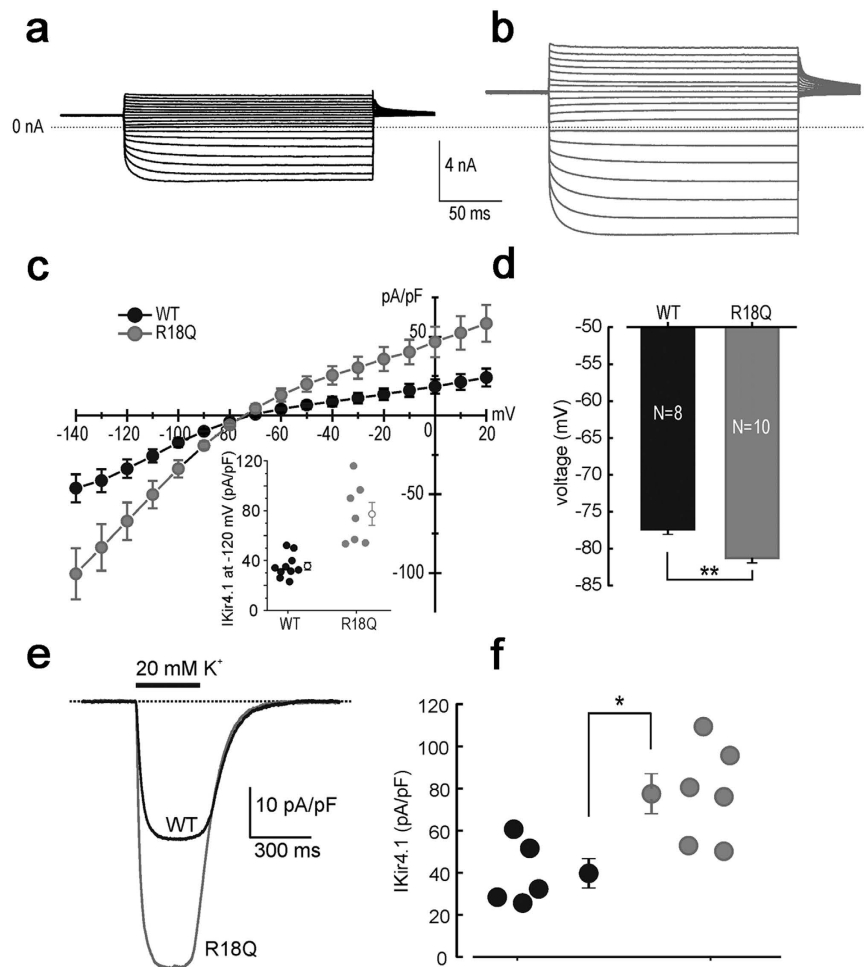 a
b
0 nA
4 nA
50 ms
c
WT
R18Q
pA/pF
50
mV
-140 -120 -100 -80 -60 -40 -20 0 20
-50
-100
120
80
40
0
IKir4.1 at -120 mV (pA/pF)
WT R18Q
d
WT R18Q
-50
-55
-60
-65
-70
-75
-80
-85
voltage (mV)
N=8
N=10
**
e
20 mM K⁺
WT
R18Q
10 pA/pF
300 ms
f
120
100
80
60
40
20
0
IKir4.1 (pA/pF)
*